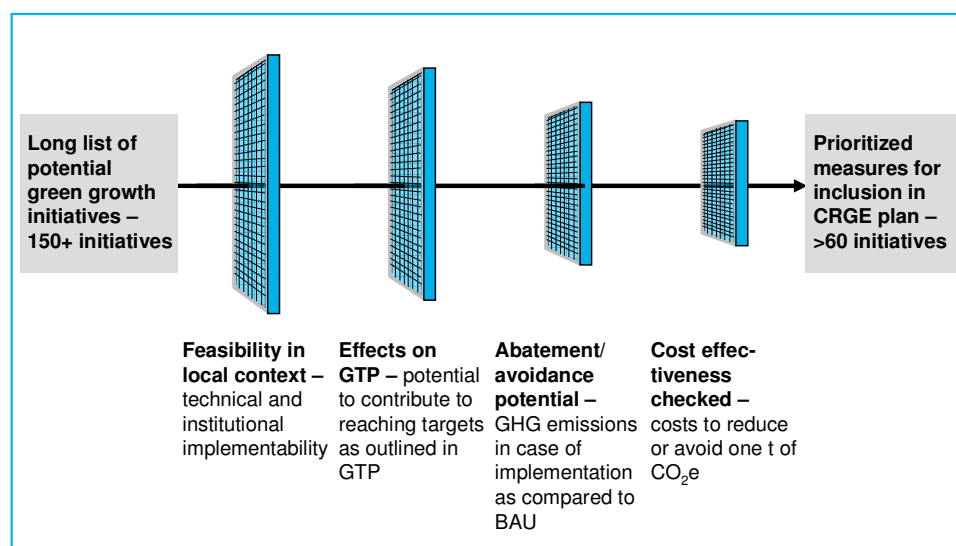 Long list of
potential
green growth
initiatives –
150+ initiatives
Prioritized
measures for
inclusion in
CRGE plan –
>60 initiatives
Feasibility in
local context –
technical and
institutional
implementability
Effects on
GTP – potential
to contribute to
reaching targets
as outlined in
GTP
Abatement/
avoidance
potential –
GHG emissions
in case of
implementation
as compared to
BAU
Cost effec-
tiveness
checked –
costs to reduce
or avoid one t of
CO₂e